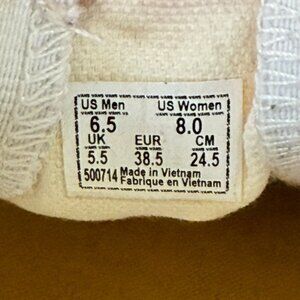 US Men US Women
6.5 8.0
UK EUR CM
5.5 38.5 24.5
500714 Made in Vietnam
Fabrique en Vietnam